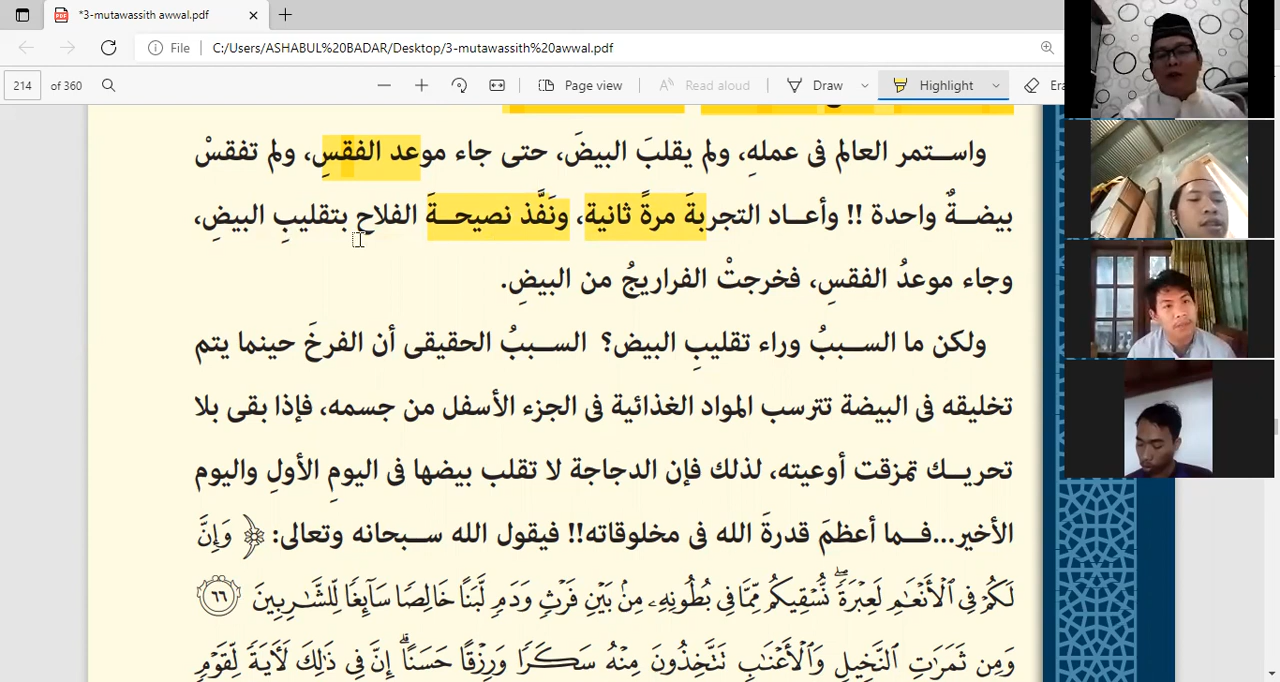 *3-mutawassith awwal.pdf
File C:/Users/ASHABUL%20BADAR/Desktop/3-mutawassith%20awwal.pdf
214 of 360 Page view Read aloud Draw Highlight Era
واستمر العالم فى عملهِ، ولم يقلبَ البيضَ، حتى جاء موعد الفقسِ، ولم تفقسْ
بيضةٌ واحدة !! وأعاد التجربةَ مرةً ثانية، ونَفَّذ نصيحةَ الفلاحِ بتقليبِ البيضِ،
وجاء موعدُ الفقسِ، فخرجتْ الفراريجُ من البيضِ.
ولكن ما السببُ وراء تقليبِ البيض؟ السببُ الحقيقى أن الفرخَ حينما يتم
تخليقه فى البيضة تترسب المواد الغذائية فى الجزء الأسفل من جسمه، فإذا بقى بلا
تحريك تمزقت أوعيته، لذلك فإن الدجاجة لا تقلب بيضها فى اليومِ الأولِ واليوم
الأخير...فما أعظمَ قدرةَ الله فى مخلوقاته!! فيقول الله سبحانه وتعالى: ﴿ وَإِنَّ
لَكُمْ فِى ٱلْأَنْعَٰمِ لَعِبْرَةًۖ نُّسْقِيكُم مِّمَّا فِى بُطُونِهِۦ مِنۢ بَيْنِ فَرْثٍ وَدَمٍ لَّبَنًا خَالِصًا سَآئِغًا لِّلشَّٰرِبِينَ ٦٦
وَمِن ثَمَرَٰتِ ٱلنَّخِيلِ وَٱلْأَعْنَٰبِ تَتَّخِذُونَ مِنْهُ سَكَرًا وَرِزْقًا حَسَنًاۗ إِنَّ فِى ذَٰلِكَ لَءَايَةً لِّقَوْمٍ